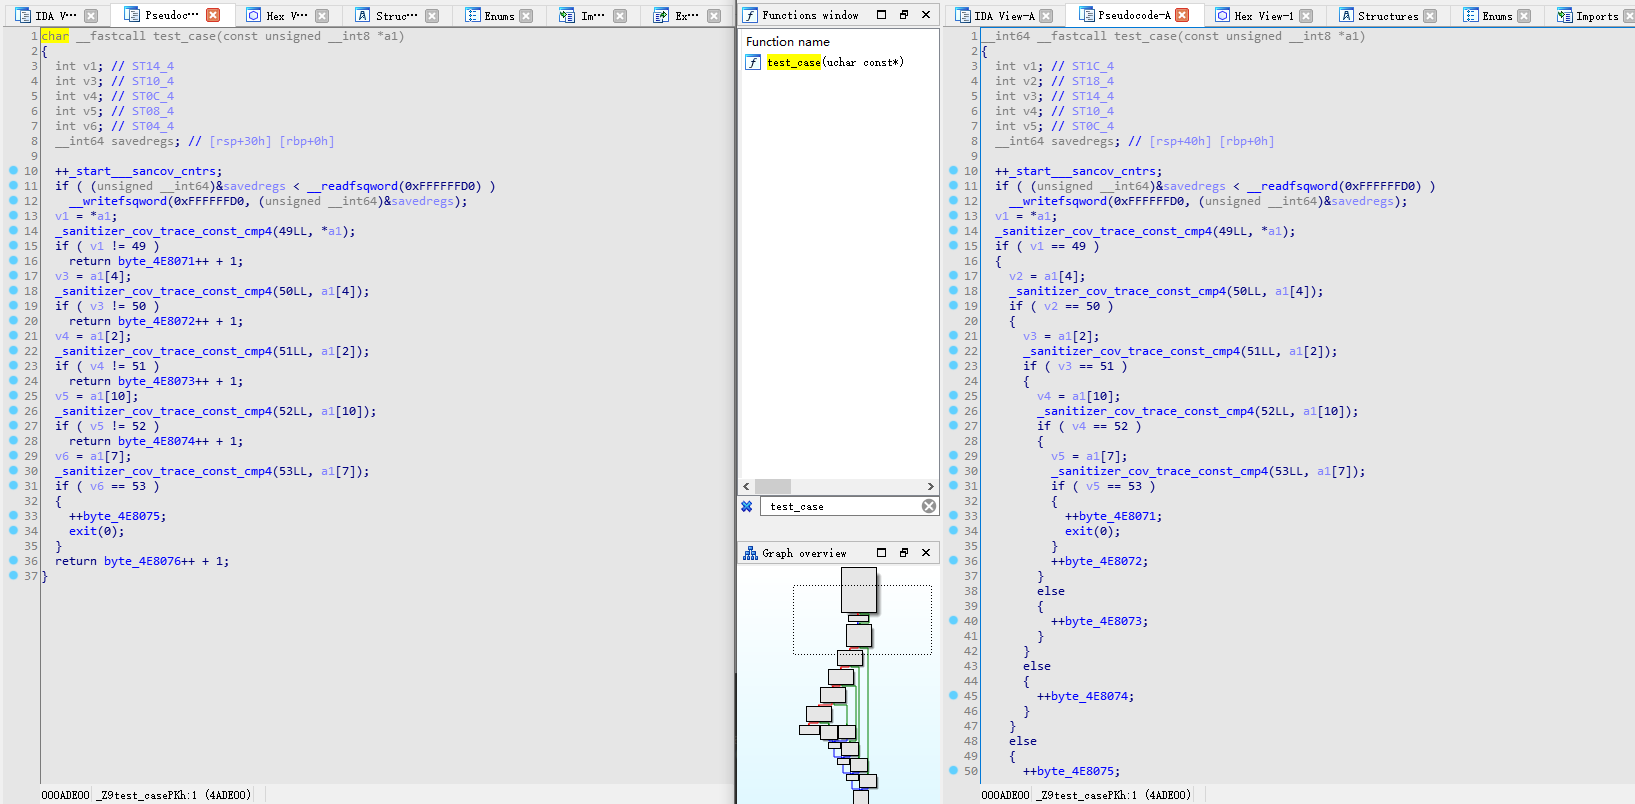 IDA V⋯
Pseudoc⋯
Hex V⋯
Struc⋯
Enums
Im⋯
Ex⋯
1 char __fastcall test_case(const unsigned __int8 *a1)
2 {
3 int v1; // ST14_4
4 int v3; // ST10_4
5 int v4; // ST0C_4
6 int v5; // ST08_4
7 int v6; // ST04_4
8 __int64 savedregs; // [rsp+30h] [rbp+0h]
9
10 ++_start___sancov_cntrs;
11 if ( (unsigned __int64)&savedregs < __readfsqword(0xFFFFFFD0) )
12 __writefsqword(0xFFFFFFD0, (unsigned __int64)&savedregs);
13 v1 = *a1;
14 _sanitizer_cov_trace_const_cmp4(49LL, *a1);
15 if ( v1 != 49 )
16 return byte_4E8071++ + 1;
17 v3 = a1[4];
18 _sanitizer_cov_trace_const_cmp4(50LL, a1[4]);
19 if ( v3 != 50 )
20 return byte_4E8072++ + 1;
21 v4 = a1[2];
22 _sanitizer_cov_trace_const_cmp4(51LL, a1[2]);
23 if ( v4 != 51 )
24 return byte_4E8073++ + 1;
25 v5 = a1[10];
26 _sanitizer_cov_trace_const_cmp4(52LL, a1[10]);
27 if ( v5 != 52 )
28 return byte_4E8074++ + 1;
29 v6 = a1[7];
30 _sanitizer_cov_trace_const_cmp4(53LL, a1[7]);
31 if ( v6 == 53 )
32 {
33 ++byte_4E8075;
34 exit(0);
35 }
36 return byte_4E8076++ + 1;
37 }
000ADE00 _Z9test_casePKh:1 (4ADE00)
Functions window
Function name
test_case(uchar const*)
test_case
Graph overview
IDA View-A
Pseudocode-A
Hex View-1
Structures
Enums
Imports
1 __int64 __fastcall test_case(const unsigned __int8 *a1)
2 {
3 int v1; // ST1C_4
4 int v2; // ST18_4
5 int v3; // ST14_4
6 int v4; // ST10_4
7 int v5; // ST0C_4
8 __int64 savedregs; // [rsp+40h] [rbp+0h]
9
10 ++_start___sancov_cntrs;
11 if ( (unsigned __int64)&savedregs < __readfsqword(0xFFFFFFD0) )
12 __writefsqword(0xFFFFFFD0, (unsigned __int64)&savedregs);
13 v1 = *a1;
14 _sanitizer_cov_trace_const_cmp4(49LL, *a1);
15 if ( v1 == 49 )
16 {
17 v2 = a1[4];
18 _sanitizer_cov_trace_const_cmp4(50LL, a1[4]);
19 if ( v2 == 50 )
20 {
21 v3 = a1[2];
22 _sanitizer_cov_trace_const_cmp4(51LL, a1[2]);
23 if ( v3 == 51 )
24 {
25 v4 = a1[10];
26 _sanitizer_cov_trace_const_cmp4(52LL, a1[10]);
27 if ( v4 == 52 )
28 {
29 v5 = a1[7];
30 _sanitizer_cov_trace_const_cmp4(53LL, a1[7]);
31 if ( v5 == 53 )
32 {
33 ++byte_4E8071;
34 exit(0);
35 }
36 ++byte_4E8072;
37 }
38 else
39 {
40 ++byte_4E8073;
41 }
42 }
43 else
44 {
45 ++byte_4E8074;
46 }
47 }
48 else
49 {
50 ++byte_4E8075;
000ADE00 _Z9test_casePKh:1 (4ADE00)